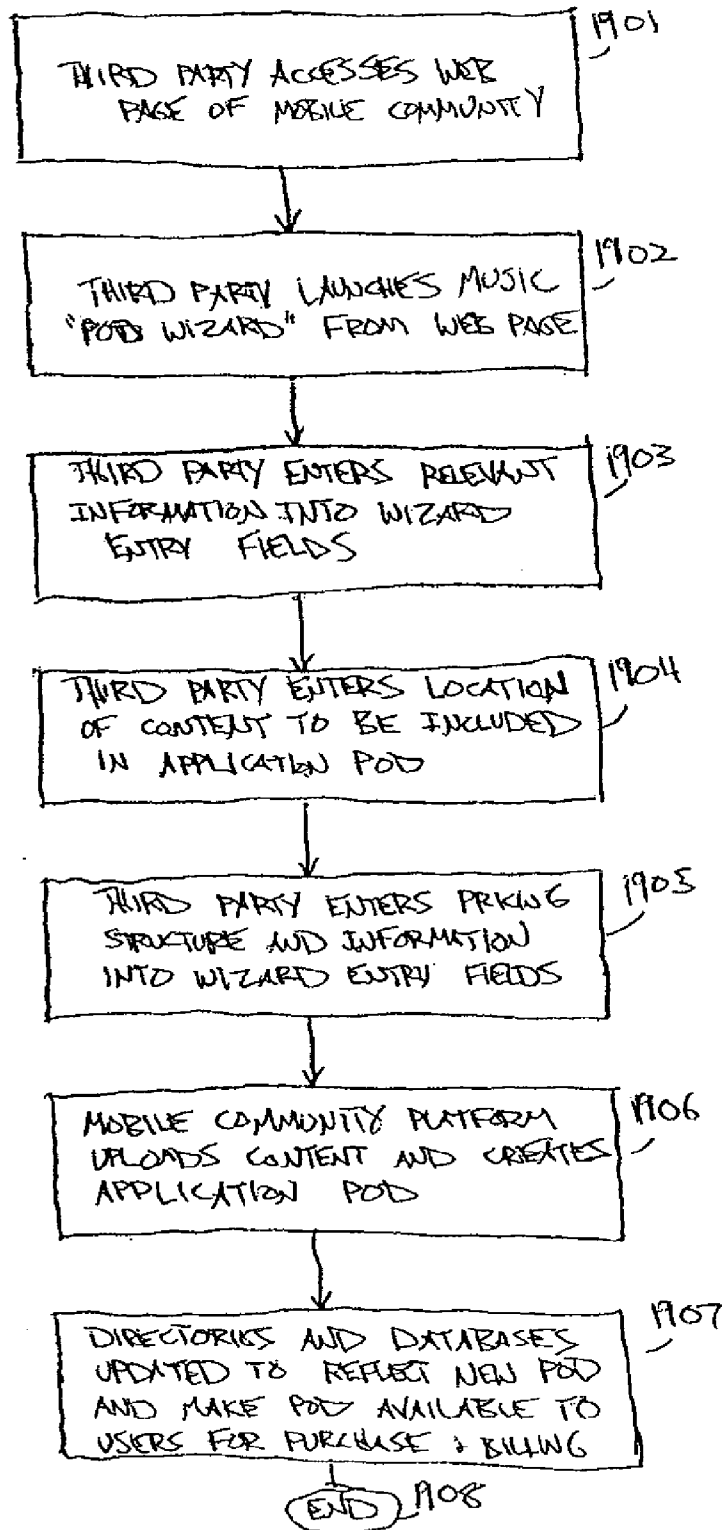 1901
THIRD PARTY ACCESSES WEB
PAGE OF MOBILE COMMUNITY
1902
THIRD PARTY LAUNCHES MUSIC
"POD WIZARD" FROM WEB PAGE
1903
THIRD PARTY ENTERS RELEVANT
INFORMATION INTO WIZARD
ENTRY FIELDS
1904
THIRD PARTY ENTERS LOCATION
OF CONTENT TO BE INCLUDED
IN APPLICATION POD
1905
THIRD PARTY ENTERS PRICING
STRUCTURE AND INFORMATION
INTO WIZARD ENTRY FIELDS
1906
MOBILE COMMUNITY PLATFORM
UPLOADS CONTENT AND CREATES
APPLICATION POD
1907
DIRECTORIES AND DATABASES
UPDATED TO REFLECT NEW POD
AND MAKE POD AVAILABLE TO
USERS FOR PURCHASE & BILLING
END 1908